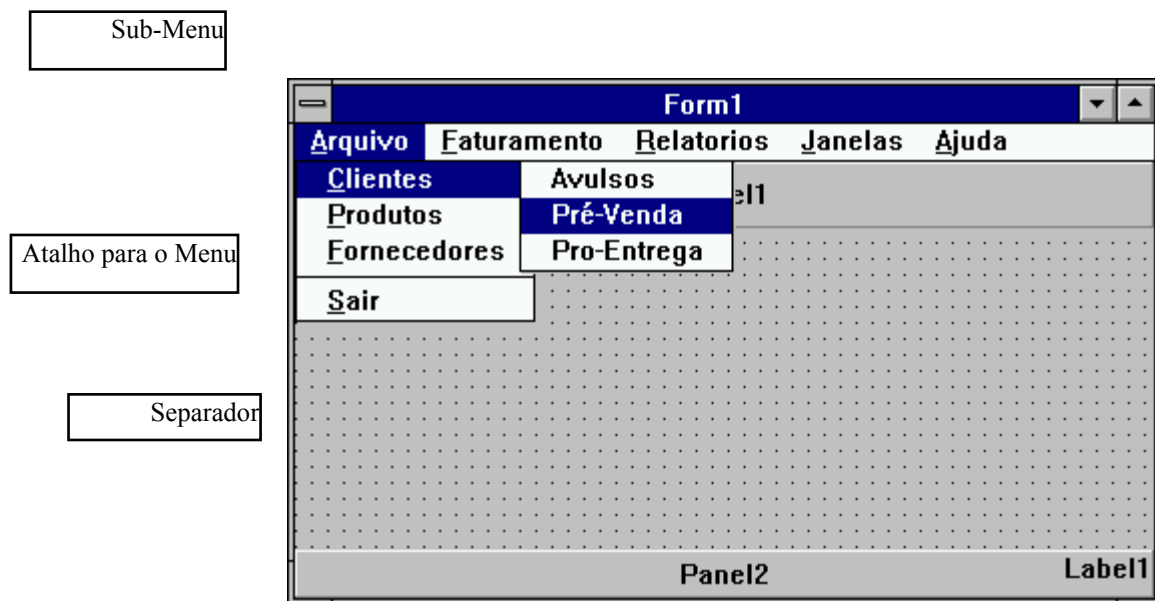 Sub-Menu
Form1
Arquivo Faturamento Relatorios Janelas Ajuda
Clientes Avulsos
el1
Produtos Pré-Venda
Fornecedores Pro-Entrega
Atalho para o Menu
Sair
Separador
Panel2 Label1